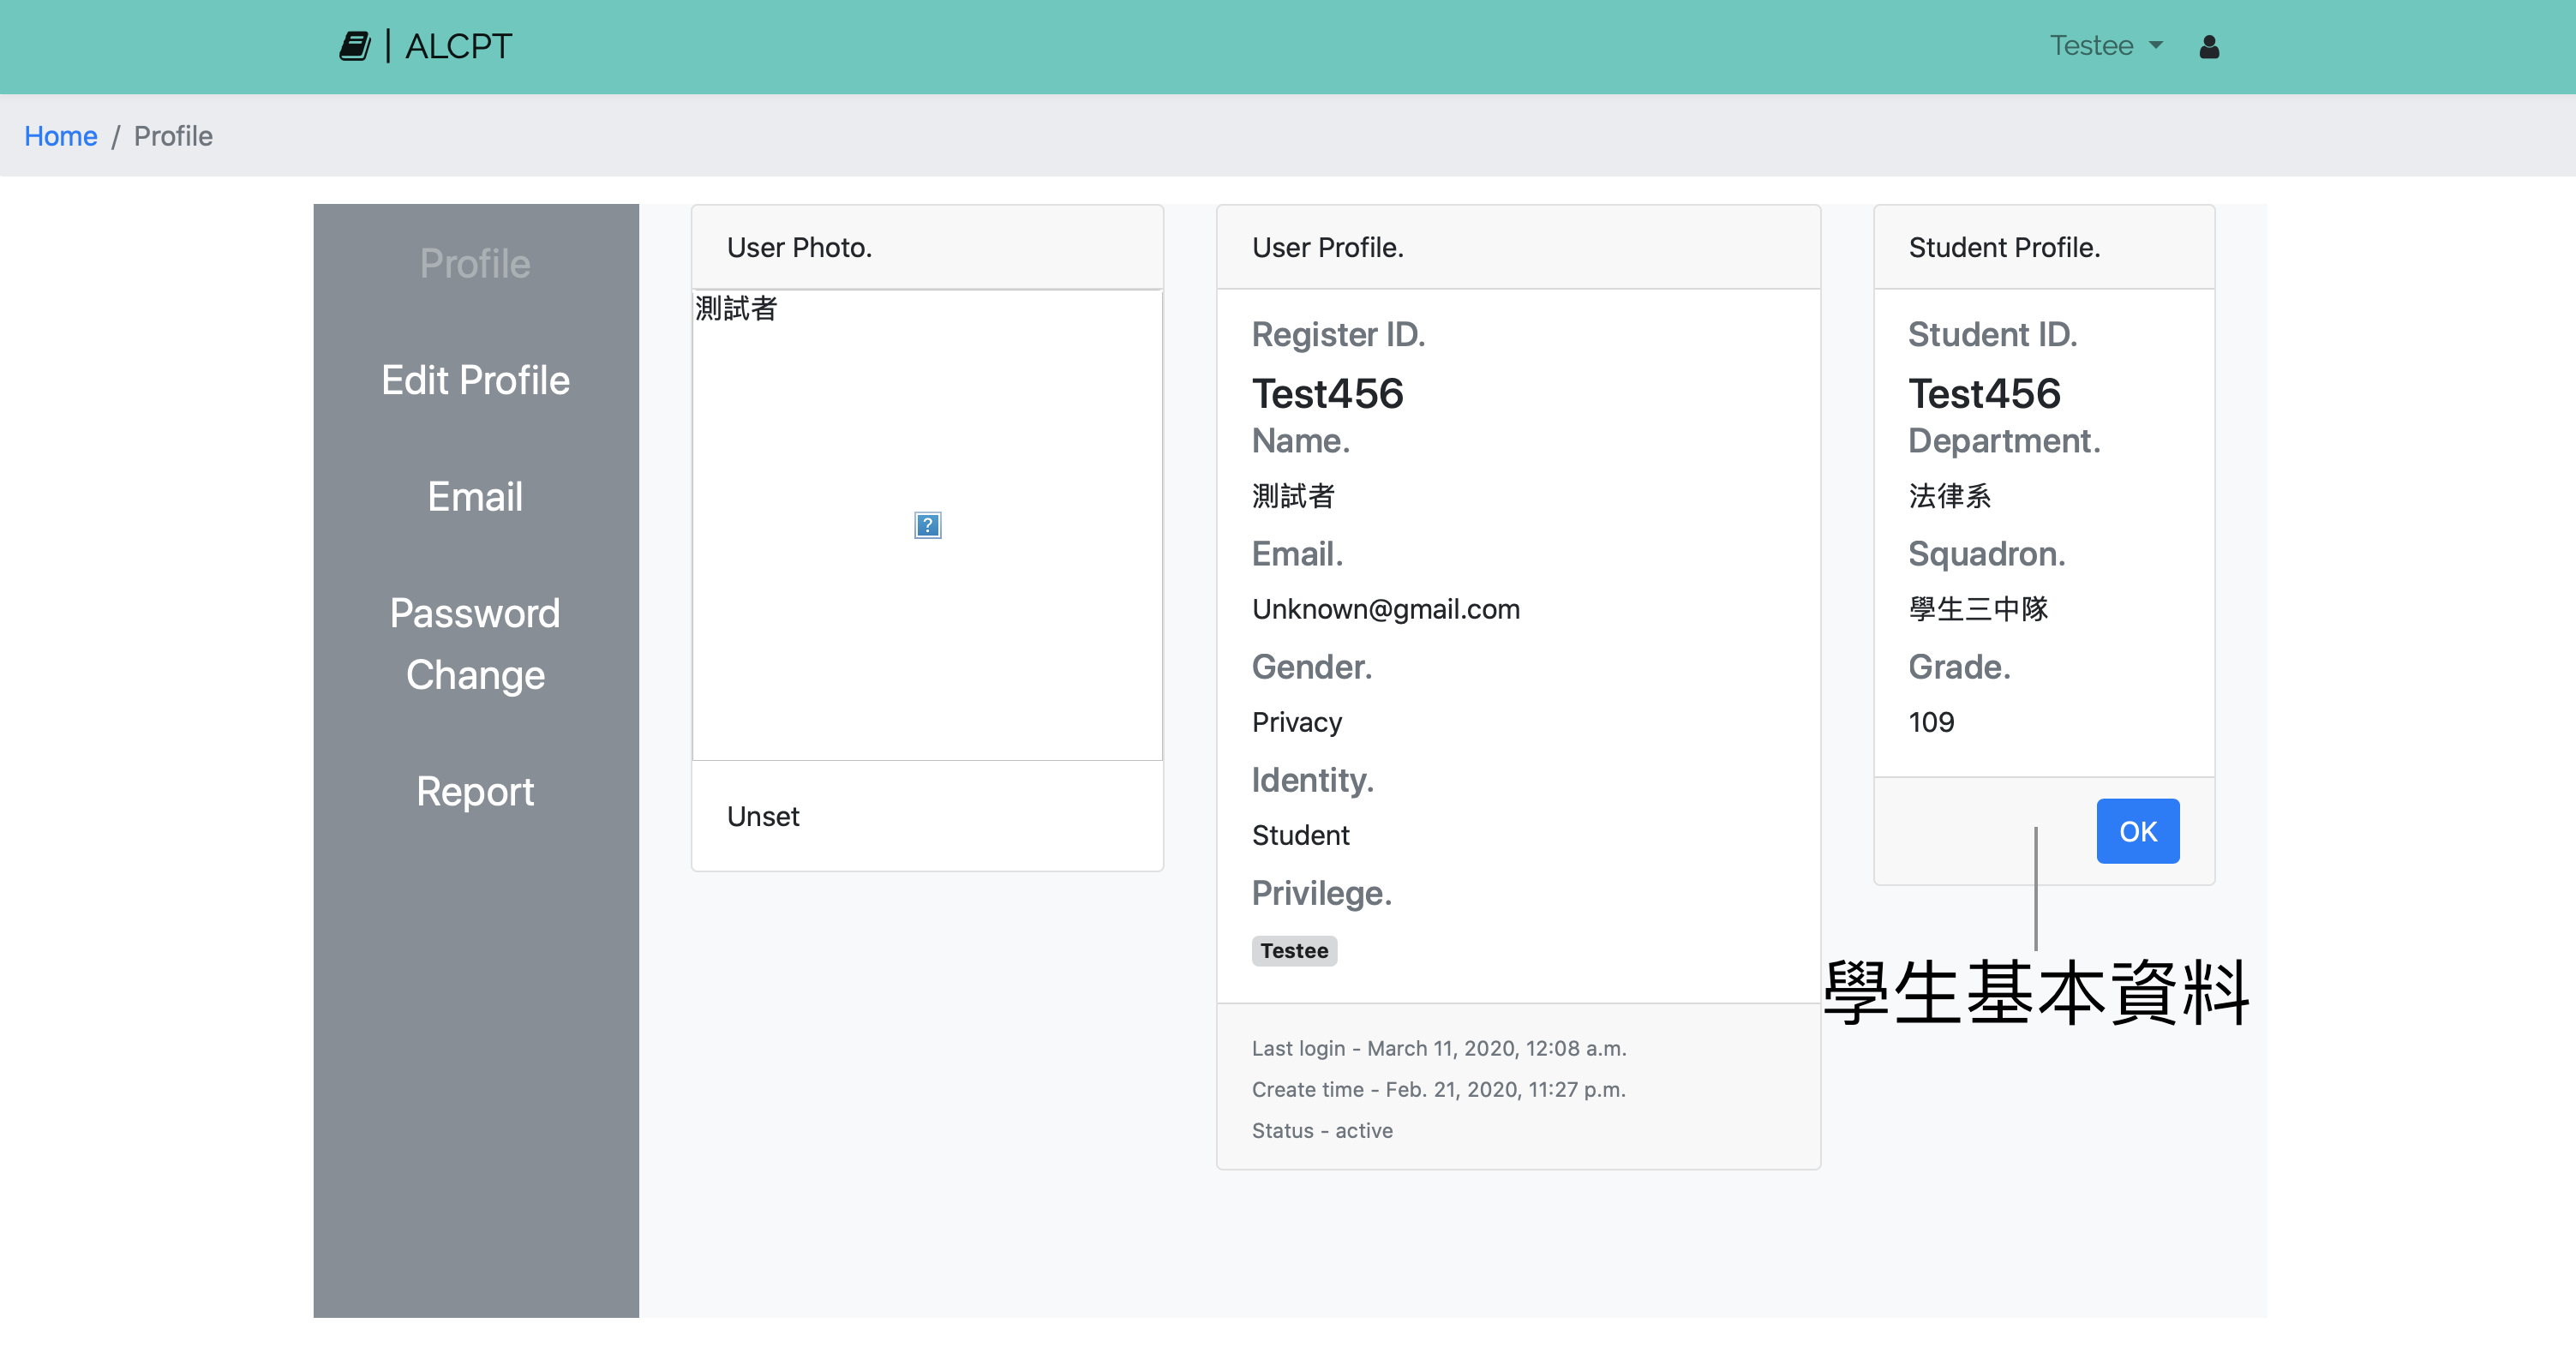 | ALCPT
Testee
Home / Profile
Profile
Edit Profile
Email
Password
Change
Report
User Photo.
測試者
?
Unset
User Profile.
Register ID.
Test456
Name.
測試者
Email.
Unknown@gmail.com
Gender.
Privacy
Identity.
Student
Privilege.
Testee
Last login - March 11, 2020, 12:08 a.m.
Create time - Feb. 21, 2020, 11:27 p.m.
Status - active
Student Profile.
Student ID.
Test456
Department.
法律系
Squadron.
學生三中隊
Grade.
109
OK
學生基本資料